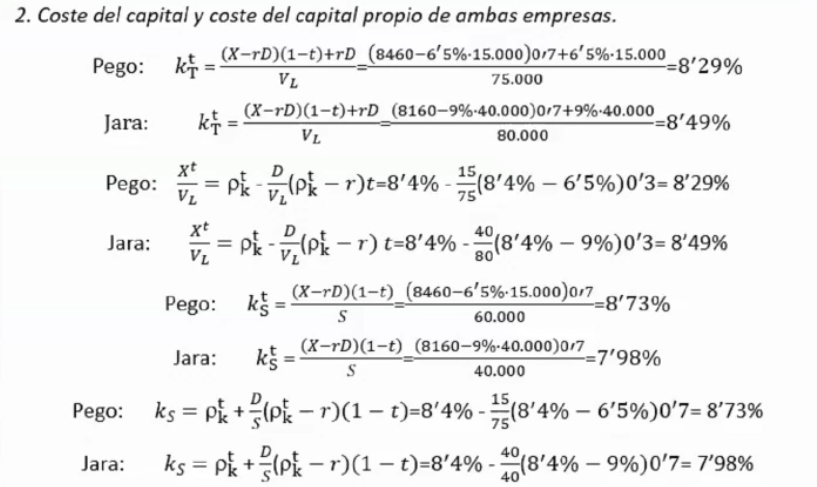 2. Coste del capital y coste del capital propio de ambas empresas.
Pego: kᵗ_T = (X−rD)(1−t)+rD / V_L = (8460−6′5%·15.000)0′7+6′5%·15.000 / 75.000 =8′29%
Jara: kᵗ_T = (X−rD)(1−t)+rD / V_L = (8160−9%·40.000)0′7+9%·40.000 / 80.000 =8′49%
Pego: Xᵗ/V_L = ρᵗ_k - D/V_L (ρᵗ_k − r)t=8′4% - 15/75 (8′4% − 6′5%)0′3= 8′29%
Jara: Xᵗ/V_L = ρᵗ_k - D/V_L (ρᵗ_k − r) t=8′4% - 40/80 (8′4% − 9%)0′3= 8′49%
Pego: kᵗ_S = (X−rD)(1−t) / S = (8460−6′5%·15.000)0′7 / 60.000 =8′73%
Jara: kᵗ_S = (X−rD)(1−t) / S = (8160−9%·40.000)0′7 / 40.000 =7′98%
Pego: k_S = ρᵗ_k + D/S (ρᵗ_k − r)(1 − t)=8′4% - 15/75 (8′4% − 6′5%)0′7= 8′73%
Jara: k_S = ρᵗ_k + D/S (ρᵗ_k − r)(1 − t)=8′4% - 40/40 (8′4% − 9%)0′7= 7′98%